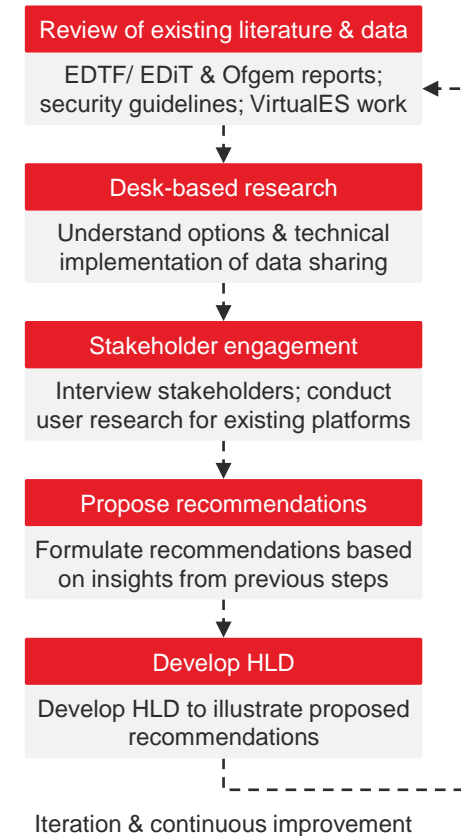 Review of existing literature & data
EDTF/ EDiT & Ofgem reports;
security guidelines; VirtualES work
Desk-based research
Understand options & technical
implementation of data sharing
Stakeholder engagement
Interview stakeholders; conduct
user research for existing platforms
Propose recommendations
Formulate recommendations based
on insights from previous steps
Develop HLD
Develop HLD to illustrate proposed
recommendations
Iteration & continuous improvement